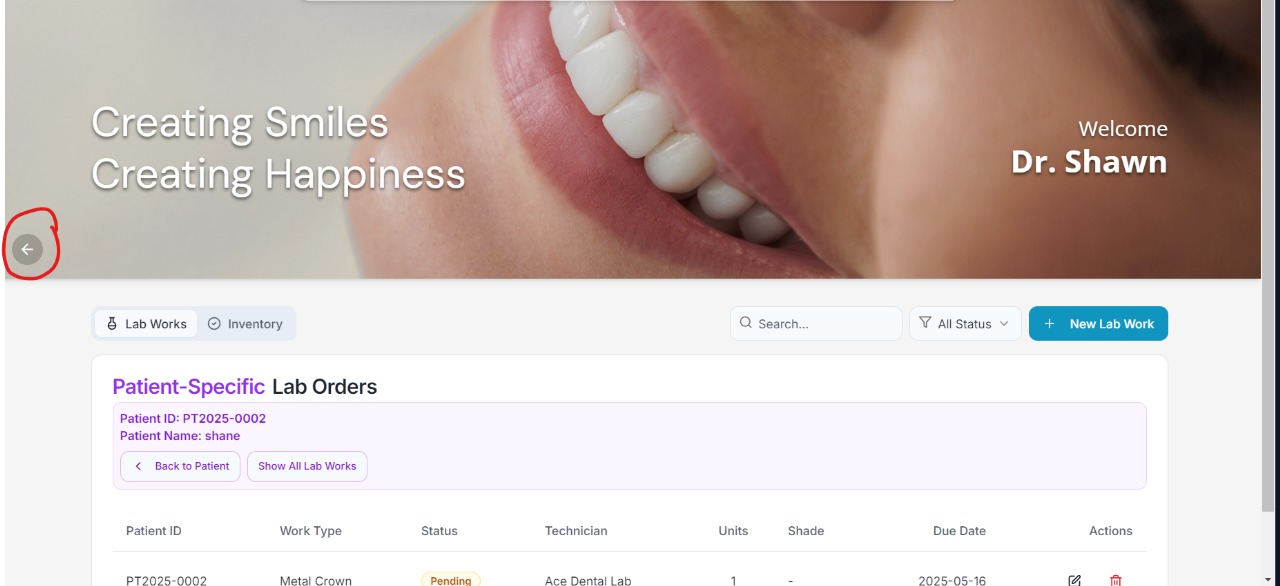 Creating Smiles
Creating Happiness
Welcome
Dr. Shawn
Lab Works
Inventory
Search...
All Status
New Lab Work
Patient-Specific Lab Orders
Patient ID: PT2025-0002
Patient Name: shane
Back to Patient
Show All Lab Works
Patient ID Work Type Status Technician Units Shade Due Date Actions
PT2025-0002 Metal Crown Pending Ace Dental Lab 1 - 2025-05-16